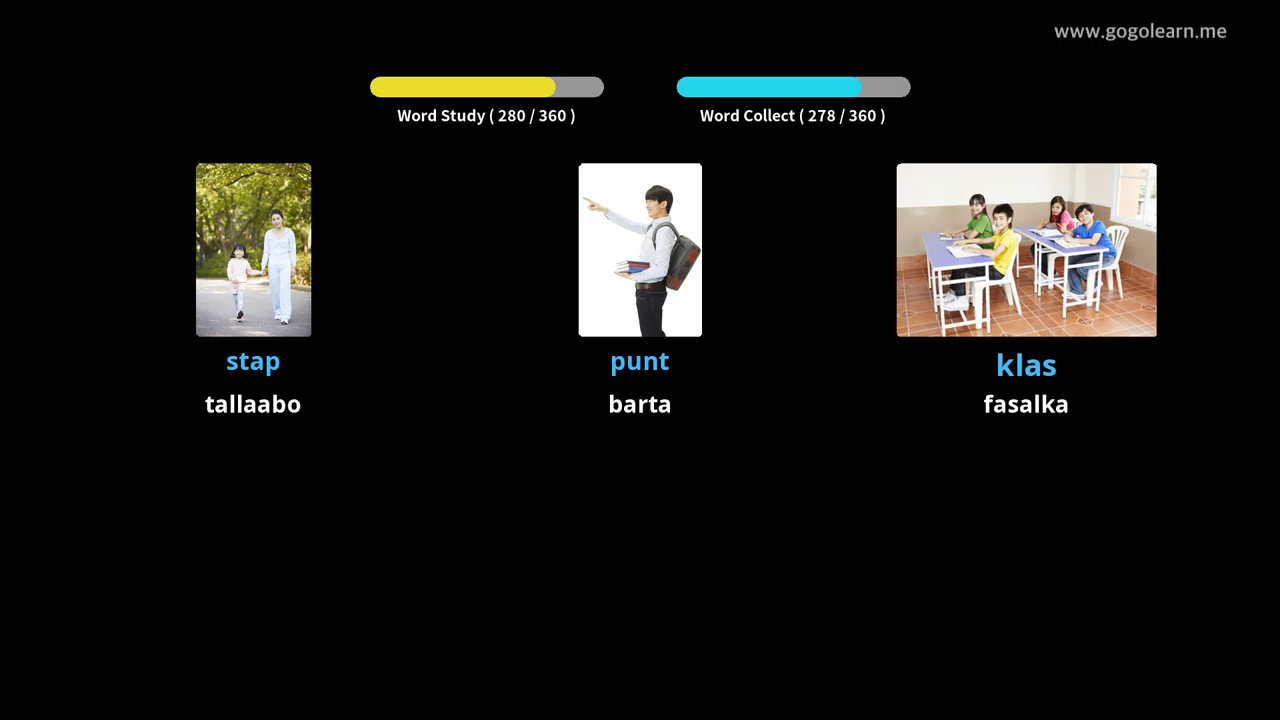 www.gogolearn.me
Word Study ( 280 / 360 )
Word Collect ( 278 / 360 )
stap
punt
klas
tallaabo
barta
fasalka